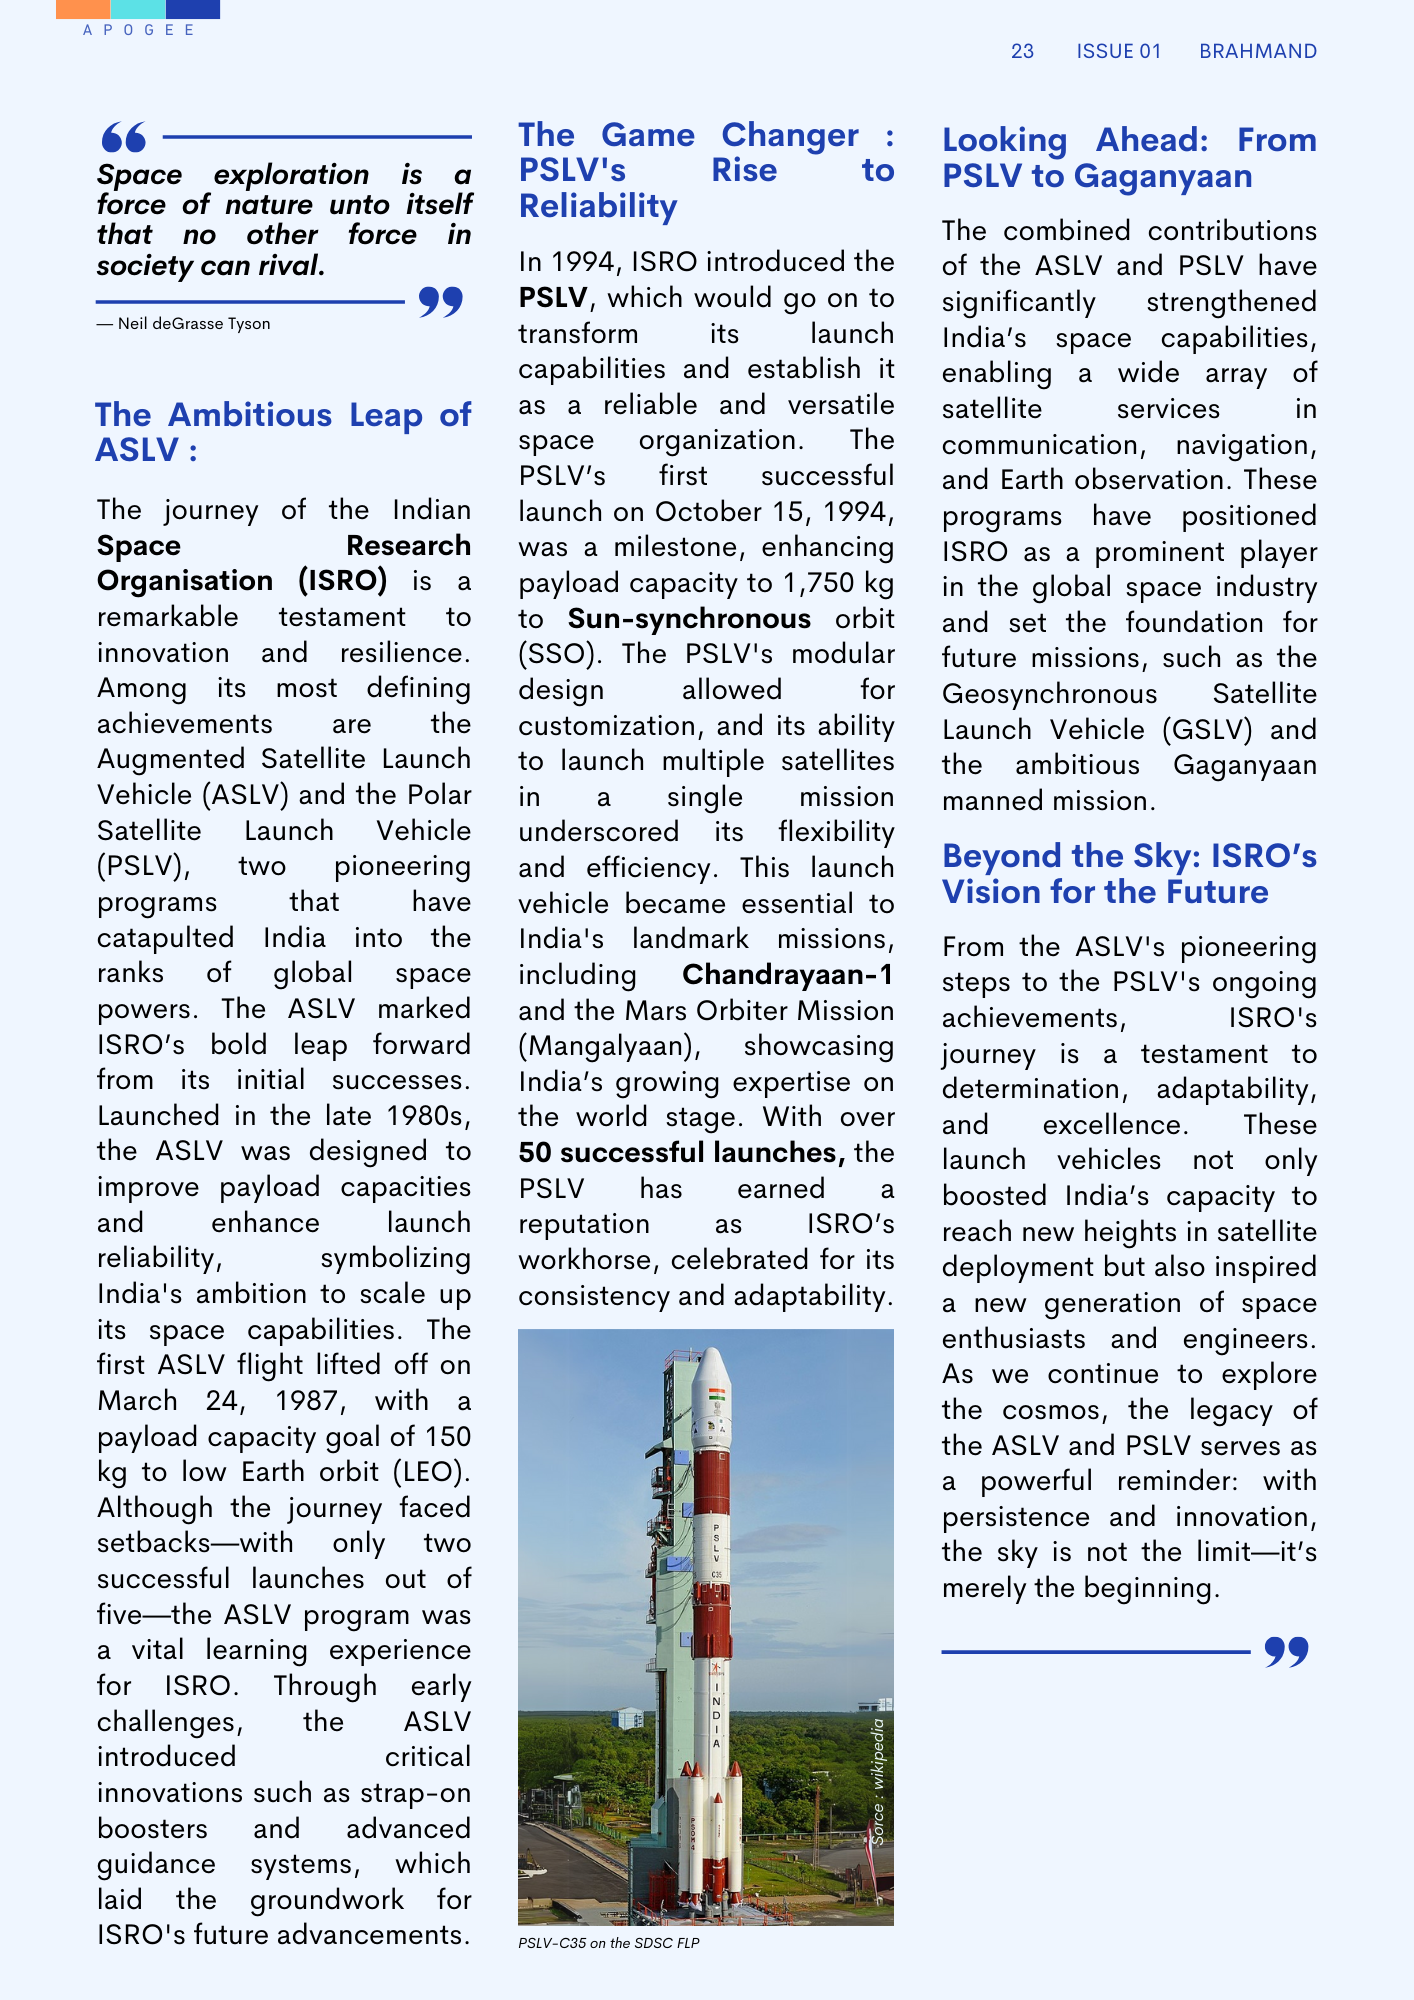 APOGEE
23 ISSUE 01 BRAHMAND
Space exploration is a
force of nature unto itself
that no other force in
society can rival.
— Neil deGrasse Tyson
The Ambitious Leap of
ASLV :
The journey of the Indian
Space Research
Organisation (ISRO) is a
remarkable testament to
innovation and resilience.
Among its most defining
achievements are the
Augmented Satellite Launch
Vehicle (ASLV) and the Polar
Satellite Launch Vehicle
(PSLV), two pioneering
programs that have
catapulted India into the
ranks of global space
powers. The ASLV marked
ISRO’s bold leap forward
from its initial successes.
Launched in the late 1980s,
the ASLV was designed to
improve payload capacities
and enhance launch
reliability, symbolizing
India's ambition to scale up
its space capabilities. The
first ASLV flight lifted off on
March 24, 1987, with a
payload capacity goal of 150
kg to low Earth orbit (LEO).
Although the journey faced
setbacks—with only two
successful launches out of
five—the ASLV program was
a vital learning experience
for ISRO. Through early
challenges, the ASLV
introduced critical
innovations such as strap-on
boosters and advanced
guidance systems, which
laid the groundwork for
ISRO's future advancements.
The Game Changer :
PSLV's Rise to
Reliability
In 1994, ISRO introduced the
PSLV, which would go on to
transform its launch
capabilities and establish it
as a reliable and versatile
space organization. The
PSLV’s first successful
launch on October 15, 1994,
was a milestone, enhancing
payload capacity to 1,750 kg
to Sun-synchronous orbit
(SSO). The PSLV's modular
design allowed for
customization, and its ability
to launch multiple satellites
in a single mission
underscored its flexibility
and efficiency. This launch
vehicle became essential to
India's landmark missions,
including Chandrayaan-1
and the Mars Orbiter Mission
(Mangalyaan), showcasing
India’s growing expertise on
the world stage. With over
50 successful launches, the
PSLV has earned a
reputation as ISRO’s
workhorse, celebrated for its
consistency and adaptability.
PSLV
C35
INDIA
PSOM
4
Sorce : wikipedia
PSLV-C35 on the SDSC FLP
Looking Ahead: From
PSLV to Gaganyaan
The combined contributions
of the ASLV and PSLV have
significantly strengthened
India’s space capabilities,
enabling a wide array of
satellite services in
communication, navigation,
and Earth observation. These
programs have positioned
ISRO as a prominent player
in the global space industry
and set the foundation for
future missions, such as the
Geosynchronous Satellite
Launch Vehicle (GSLV) and
the ambitious Gaganyaan
manned mission.
Beyond the Sky: ISRO’s
Vision for the Future
From the ASLV's pioneering
steps to the PSLV's ongoing
achievements, ISRO's
journey is a testament to
determination, adaptability,
and excellence. These
launch vehicles not only
boosted India’s capacity to
reach new heights in satellite
deployment but also inspired
a new generation of space
enthusiasts and engineers.
As we continue to explore
the cosmos, the legacy of
the ASLV and PSLV serves as
a powerful reminder: with
persistence and innovation,
the sky is not the limit—it’s
merely the beginning.